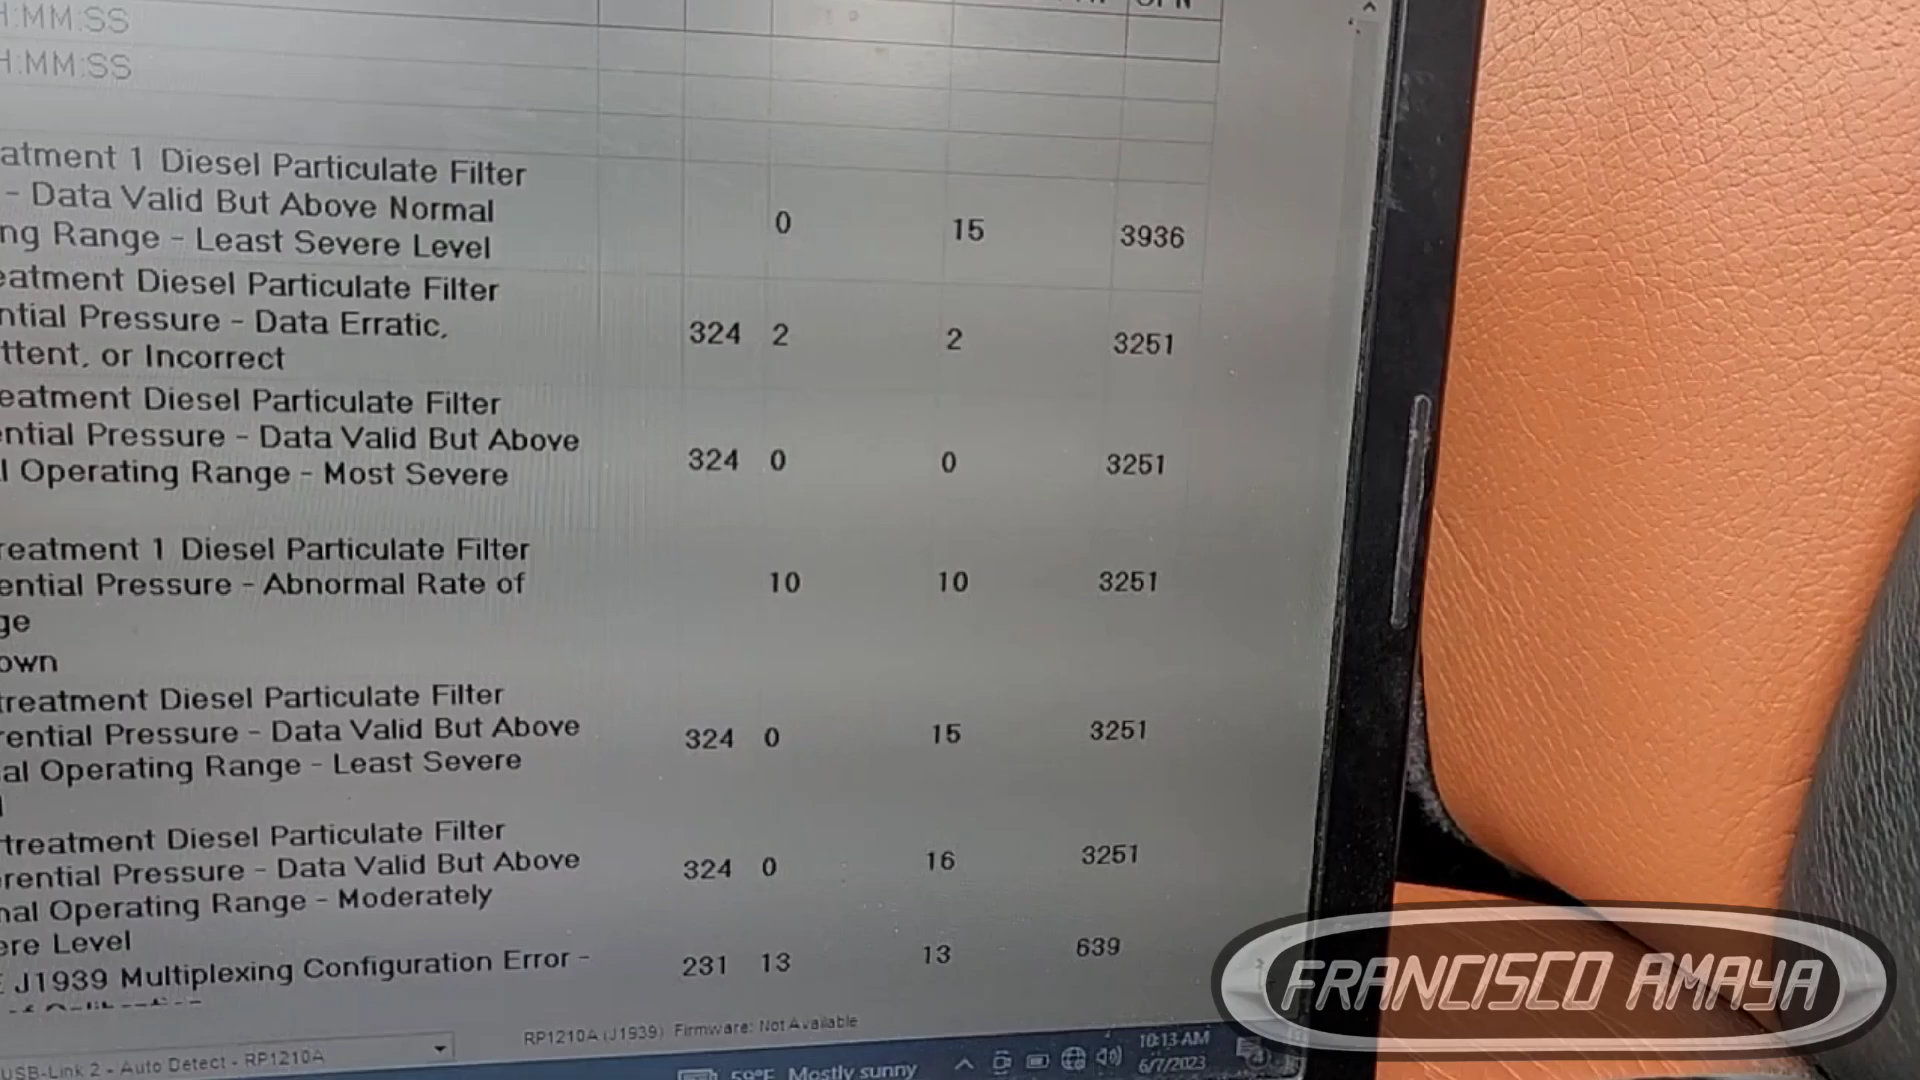 H:MM:SS
H:MM:SS
atment 1 Diesel Particulate Filter
- Data Valid But Above Normal
ng Range - Least Severe Level
0 15 3936
eatment Diesel Particulate Filter
ntial Pressure - Data Erratic,
ttent, or Incorrect
324 2 2 3251
eatment Diesel Particulate Filter
ential Pressure - Data Valid But Above
l Operating Range - Most Severe
324 0 0 3251
reatment 1 Diesel Particulate Filter
ential Pressure - Abnormal Rate of
ge
10 10 3251
own
treatment Diesel Particulate Filter
rential Pressure - Data Valid But Above
al Operating Range - Least Severe
324 0 15 3251
treatment Diesel Particulate Filter
erential Pressure - Data Valid But Above
nal Operating Range - Moderately
ere Level
324 0 16 3251
J1939 Multiplexing Configuration Error -
231 13 13 639
RP1210A (J1939) Firmware: Not Available
USB-Link 2 - Auto Detect - RP1210A
59°F Mostly sunny
10:13 AM
6/7/2023
FRANCISCO AMAYA